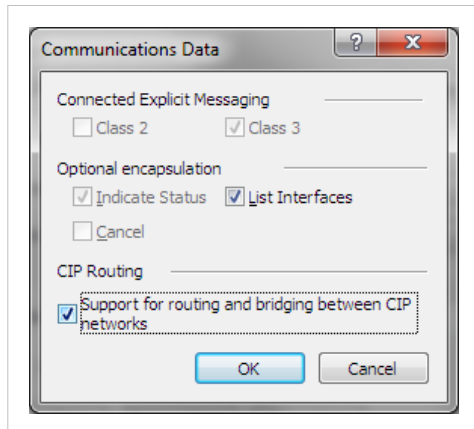 Communications Data
?
X
Connected Explicit Messaging
Class 2 Class 3
Optional encapsulation
Indicate Status List Interfaces
Cancel
CIP Routing
Support for routing and bridging between CIP
networks
OK Cancel